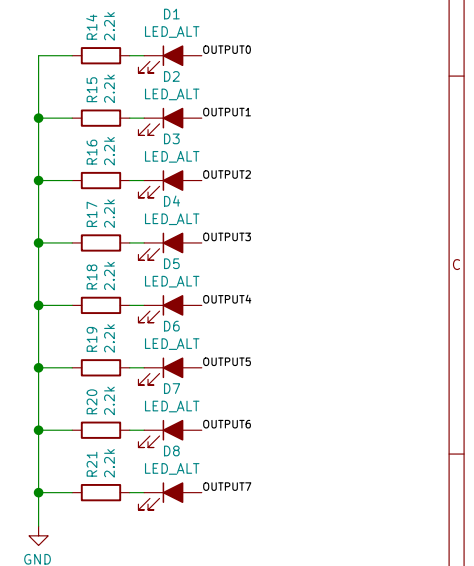 R14
2.2k
D1
LED_ALT
OUTPUT0
R15
2.2k
D2
LED_ALT
OUTPUT1
R16
2.2k
D3
LED_ALT
OUTPUT2
R17
2.2k
D4
LED_ALT
OUTPUT3
R18
2.2k
D5
LED_ALT
OUTPUT4
R19
2.2k
D6
LED_ALT
OUTPUT5
R20
2.2k
D7
LED_ALT
OUTPUT6
R21
2.2k
D8
LED_ALT
OUTPUT7
GND
C